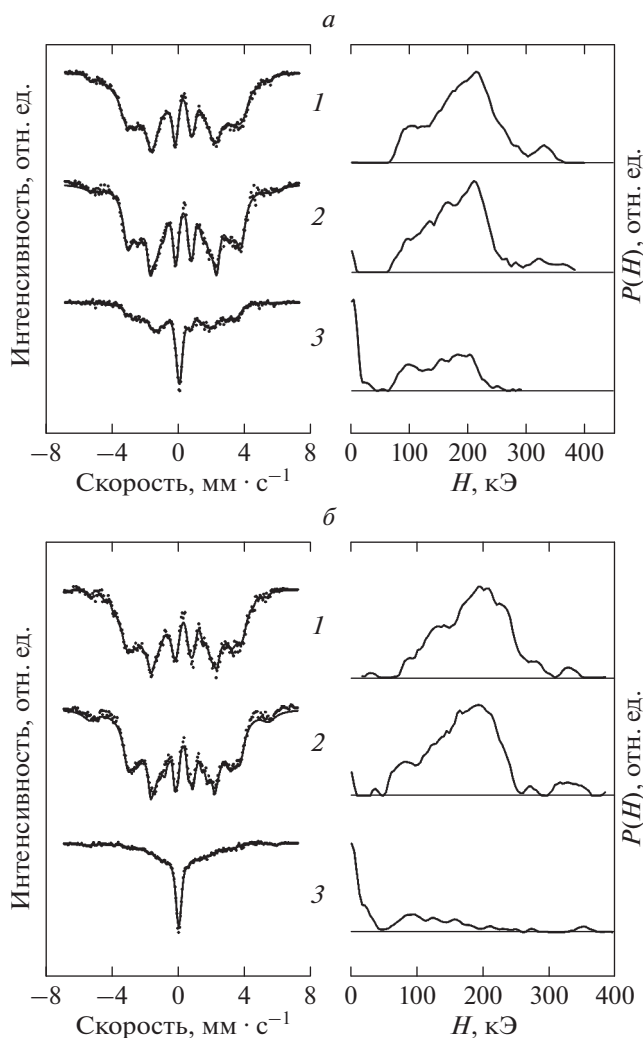 а
Интенсивность, отн. ед.
1
2
3
P(H), отн. ед.
−8 −4 0 4 8
0 100 200 300 400
Скорость, мм · с⁻¹
H, кЭ
б
Интенсивность, отн. ед.
1
2
3
P(H), отн. ед.
−8 −4 0 4 8
0 100 200 300 400
Скорость, мм · с⁻¹
H, кЭ